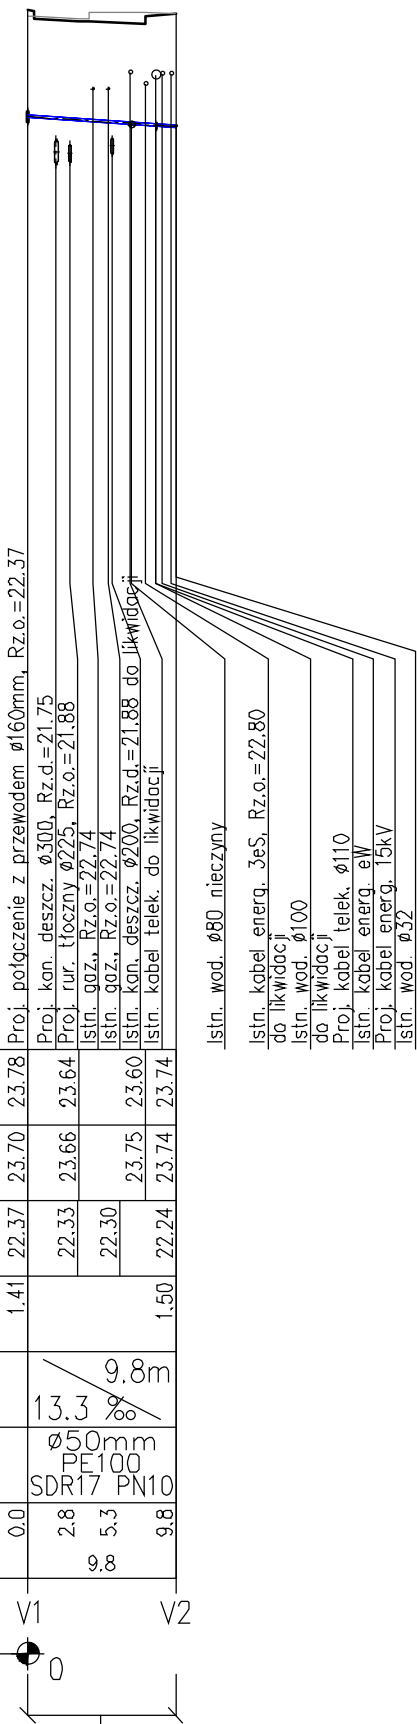 Proj. połączenie z przewodem ø160mm, Rz.o.=22.37
Proj. kan. deszcz. ø300, Rz.d.=21.75
Proj. rur. tłoczny ø225, Rz.o.=21.88
Istn. gaz., Rz.o.=22.74
Istn. gaz., Rz.o.=22.74
Istn. kan. deszcz. ø200, Rz.d.=21.88 do likwidacji
Istn. kabel telek. do likwidacji
Istn. wod. ø80 nieczynny
Istn. kabel energ. 3eS, Rz.o.=22.80
do likwidacji
Istn. wod. ø100
do likwidacji
Proj. kabel telek. ø110
Istn. kabel energ. eW
Proj. kabel energ. 15kV
Istn. wod. ø32
23.78 23.64 23.60 23.74
23.70 23.66 23.75 23.74
22.37 22.33 22.30 22.24
1.41 1.50
9.8m
13.3 ‰
ø50mm
PE100
SDR17 PN10
0.0 2.8 5.3 9.8
9.8
V1 V2
0